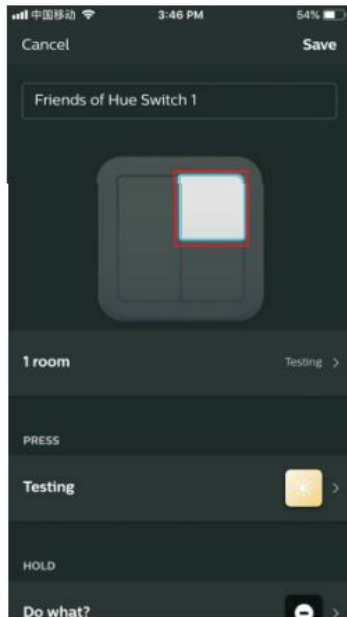 中国移动 3:46 PM 54%
Cancel Save
Friends of Hue Switch 1
1 room Testing
PRESS
Testing
HOLD
Do what?